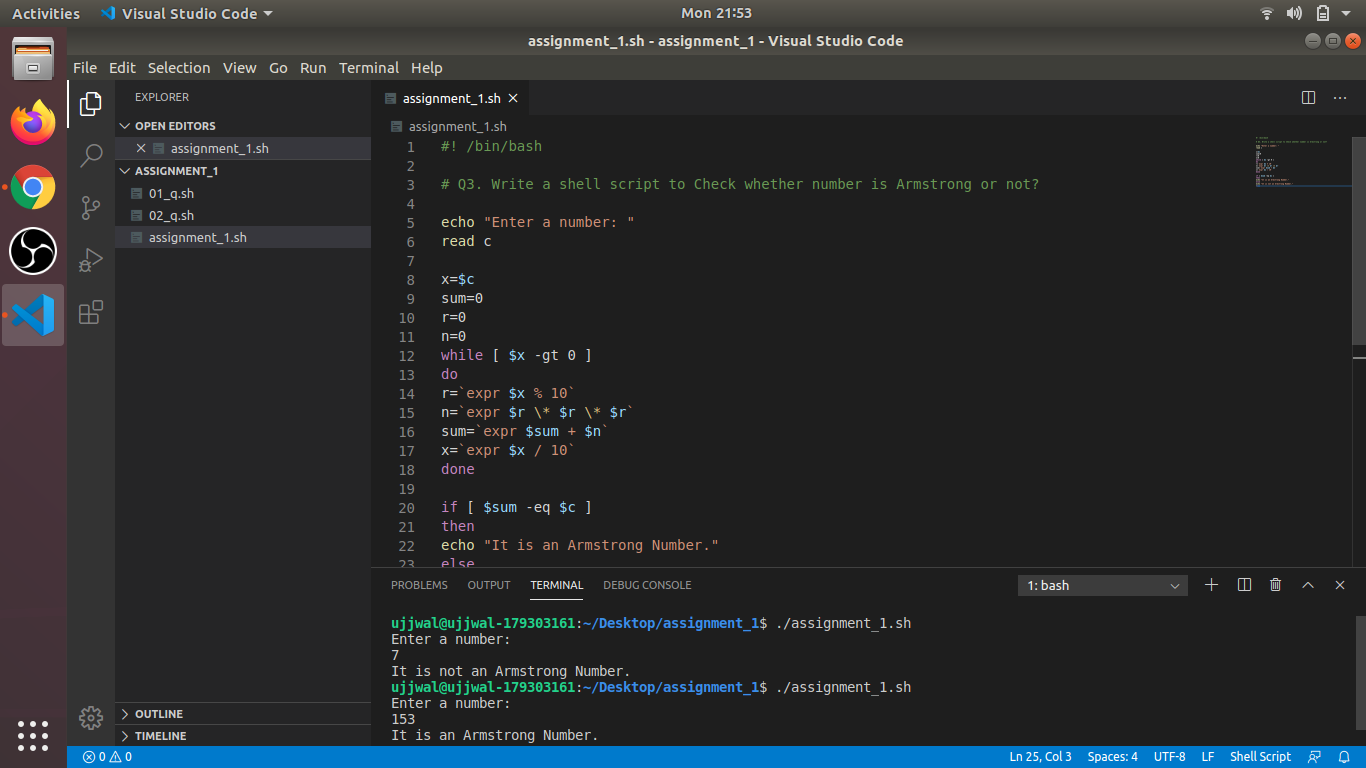 Activities Visual Studio Code Mon 21:53
assignment_1.sh - assignment_1 - Visual Studio Code
File Edit Selection View Go Run Terminal Help
EXPLORER
OPEN EDITORS
assignment_1.sh
ASSIGNMENT_1
01_q.sh
02_q.sh
assignment_1.sh
OUTLINE
TIMELINE
assignment_1.sh
assignment_1.sh
1 #! /bin/bash
2
3 # Q3. Write a shell script to Check whether number is Armstrong or not?
4
5 echo "Enter a number: "
6 read c
7
8 x=$c
9 sum=0
10 r=0
11 n=0
12 while [ $x -gt 0 ]
13 do
14 r=`expr $x % 10`
15 n=`expr $r \* $r \* $r`
16 sum=`expr $sum + $n`
17 x=`expr $x / 10`
18 done
19
20 if [ $sum -eq $c ]
21 then
22 echo "It is an Armstrong Number."
23 else
PROBLEMS OUTPUT TERMINAL DEBUG CONSOLE 1: bash
ujjwal@ujjwal-179303161:~/Desktop/assignment_1$ ./assignment_1.sh
Enter a number:
7
It is not an Armstrong Number.
ujjwal@ujjwal-179303161:~/Desktop/assignment_1$ ./assignment_1.sh
Enter a number:
153
It is an Armstrong Number.
0 0 Ln 25, Col 3 Spaces: 4 UTF-8 LF Shell Script